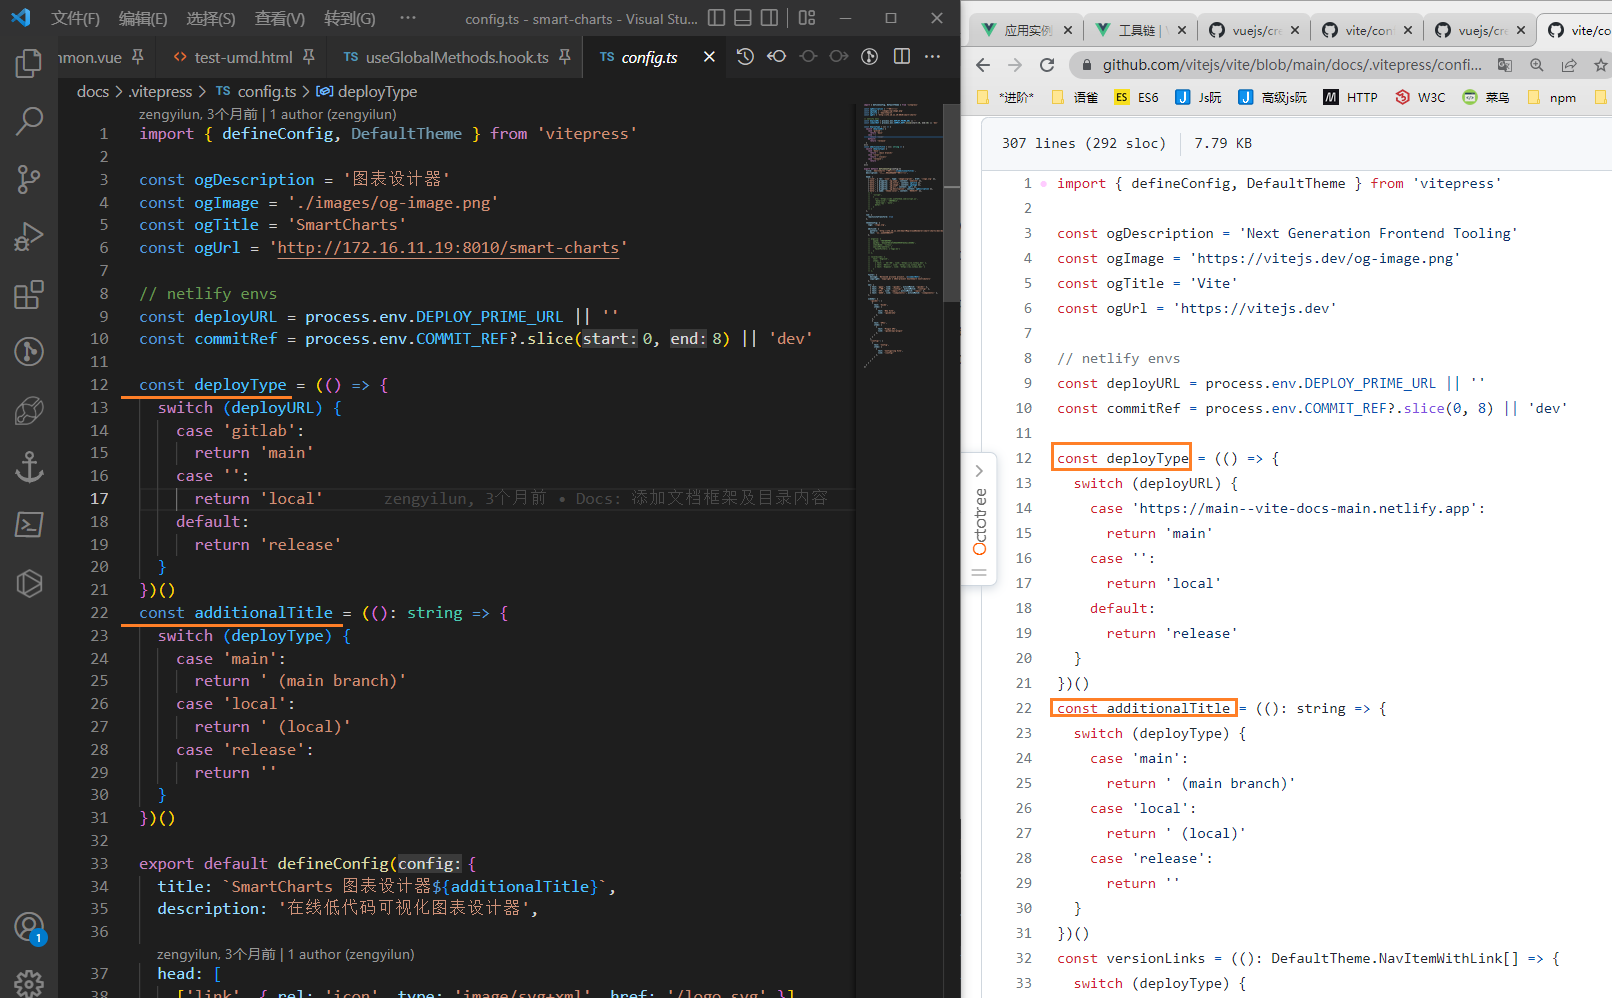 文件(F) 编辑(E) 选择(S) 查看(V) 转到(G) ··· config.ts - smart-charts - Visual Stu...
nmon.vue test-umd.html TS useGlobalMethods.hook.ts TS config.ts
docs > .vitepress > TS config.ts > deployType
zengyilun, 3个月前 | 1 author (zengyilun)
1 import { defineConfig, DefaultTheme } from 'vitepress'
2
3 const ogDescription = '图表设计器'
4 const ogImage = './images/og-image.png'
5 const ogTitle = 'SmartCharts'
6 const ogUrl = 'http://172.16.11.19:8010/smart-charts'
7
8 // netlify envs
9 const deployURL = process.env.DEPLOY_PRIME_URL || ''
10 const commitRef = process.env.COMMIT_REF?.slice(start: 0, end: 8) || 'dev'
11
12 const deployType = (() => {
13 switch (deployURL) {
14 case 'gitlab':
15 return 'main'
16 case '':
17 return 'local' zengyilun, 3个月前 • Docs: 添加文档框架及目录内容
18 default:
19 return 'release'
20 }
21 })()
22 const additionalTitle = ((): string => {
23 switch (deployType) {
24 case 'main':
25 return ' (main branch)'
26 case 'local':
27 return ' (local)'
28 case 'release':
29 return ''
30 }
31 })()
32
33 export default defineConfig(config: {
34 title: `SmartCharts 图表设计器${additionalTitle}`,
35 description: '在线低代码可视化图表设计器',
36
zengyilun, 3个月前 | 1 author (zengyilun)
37 head: [
38 ['link', { rel: 'icon', type: 'image/svg+xml', href: '/logo.svg' }]
1
应用实例 工具链 | vuejs/cre vite/con vuejs/cre vite/co
github.com/vitejs/vite/blob/main/docs/.vitepress/confi...
*进阶* 语雀 ES ES6 Js阮 高级js阮 HTTP W3C 菜鸟 npm
307 lines (292 sloc) 7.79 KB
Octotree
1 import { defineConfig, DefaultTheme } from 'vitepress'
2
3 const ogDescription = 'Next Generation Frontend Tooling'
4 const ogImage = 'https://vitejs.dev/og-image.png'
5 const ogTitle = 'Vite'
6 const ogUrl = 'https://vitejs.dev'
7
8 // netlify envs
9 const deployURL = process.env.DEPLOY_PRIME_URL || ''
10 const commitRef = process.env.COMMIT_REF?.slice(0, 8) || 'dev'
11
12 const deployType = (() => {
13 switch (deployURL) {
14 case 'https://main--vite-docs-main.netlify.app':
15 return 'main'
16 case '':
17 return 'local'
18 default:
19 return 'release'
20 }
21 })()
22 const additionalTitle = ((): string => {
23 switch (deployType) {
24 case 'main':
25 return ' (main branch)'
26 case 'local':
27 return ' (local)'
28 case 'release':
29 return ''
30 }
31 })()
32 const versionLinks = ((): DefaultTheme.NavItemWithLink[] => {
33 switch (deployType) {